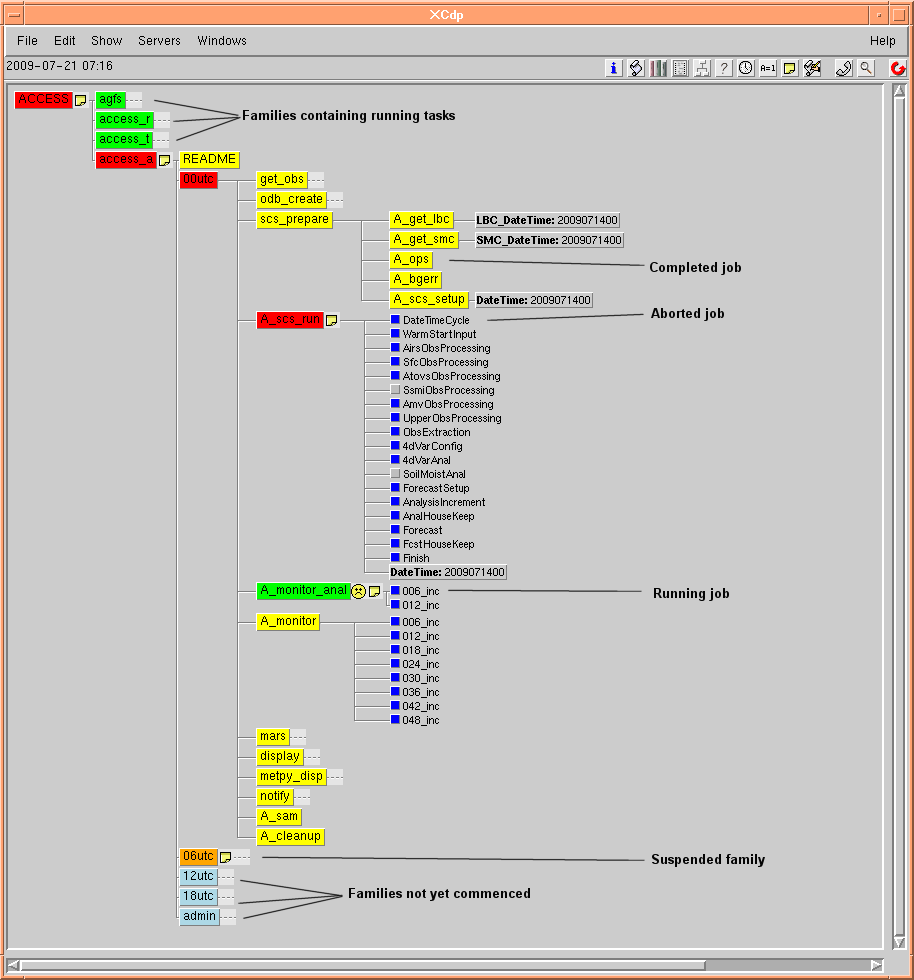 XCdp
File Edit Show Servers Windows Help
2009-07-21 07:16
i ? A=1
ACCESS agfs
Families containing running tasks
access_r
access_t
access_a README
00utc get_obs
odb_create
scs_prepare A_get_lbc LBC_DateTime: 2009071400
A_get_smc SMC_DateTime: 2009071400
A_ops Completed job
A_bgerr
A_scs_setup DateTime: 2009071400
A_scs_run DateTimeCycle Aborted job
WarmStartInput
AirsObsProcessing
SfcObsProcessing
AtovsObsProcessing
SsmiObsProcessing
AmvObsProcessing
UpperObsProcessing
ObsExtraction
4dVarConfig
4dVarAnal
SoilMoistAnal
ForecastSetup
AnalysisIncrement
AnalHouseKeep
Forecast
FcstHouseKeep
Finish
DateTime: 2009071400
A_monitor_anal 006_inc Running job
012_inc
A_monitor 006_inc
012_inc
018_inc
024_inc
030_inc
036_inc
042_inc
048_inc
mars
display
metpy_disp
notify
A_sam
A_cleanup
06utc Suspended family
12utc
18utc Families not yet commenced
admin